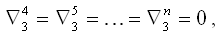 ∇₃⁴ = ∇₃⁵ = … = ∇₃ⁿ = 0 ,